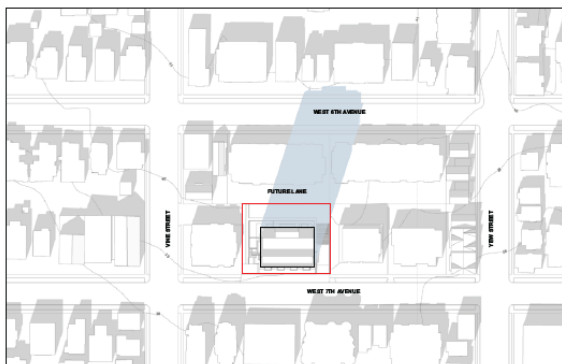 WEST 6TH AVENUE
FUTURE LANE
VINE STREET
YEW STREET
WEST 7TH AVENUE